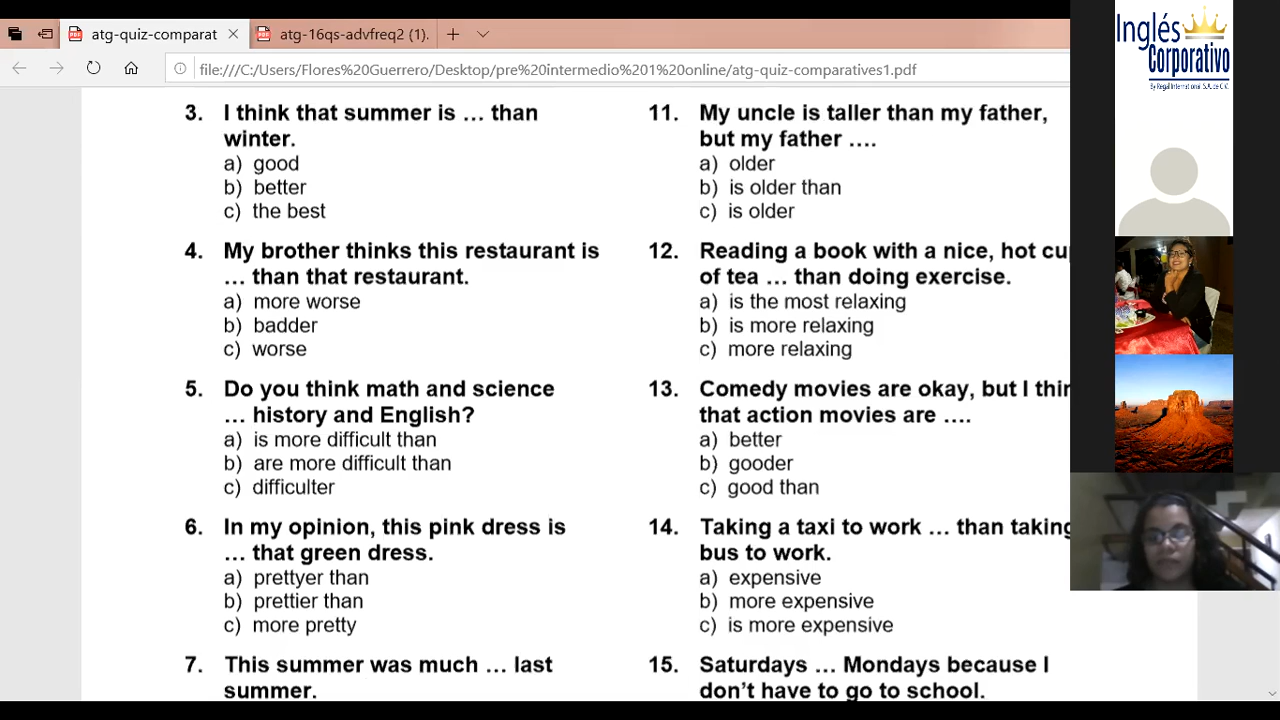 atg-quiz-comparat
atg-16qs-advfreq2 (1).
file:///C:/Users/Flores%20Guerrero/Desktop/pre%20intermedio%201%20online/atg-quiz-comparatives1.pdf
3. I think that summer is … than
winter.
a) good
b) better
c) the best
4. My brother thinks this restaurant is
… than that restaurant.
a) more worse
b) badder
c) worse
5. Do you think math and science
… history and English?
a) is more difficult than
b) are more difficult than
c) difficulter
6. In my opinion, this pink dress is
… that green dress.
a) prettyer than
b) prettier than
c) more pretty
7. This summer was much … last
summer.
11. My uncle is taller than my father,
but my father ….
a) older
b) is older than
c) is older
12. Reading a book with a nice, hot cu
of tea … than doing exercise.
a) is the most relaxing
b) is more relaxing
c) more relaxing
13. Comedy movies are okay, but I thin
that action movies are ….
a) better
b) gooder
c) good than
14. Taking a taxi to work … than taking
bus to work.
a) expensive
b) more expensive
c) is more expensive
15. Saturdays … Mondays because I
don't have to go to school.
Inglés
Corporativo
By Regal International S.A. de C.V.